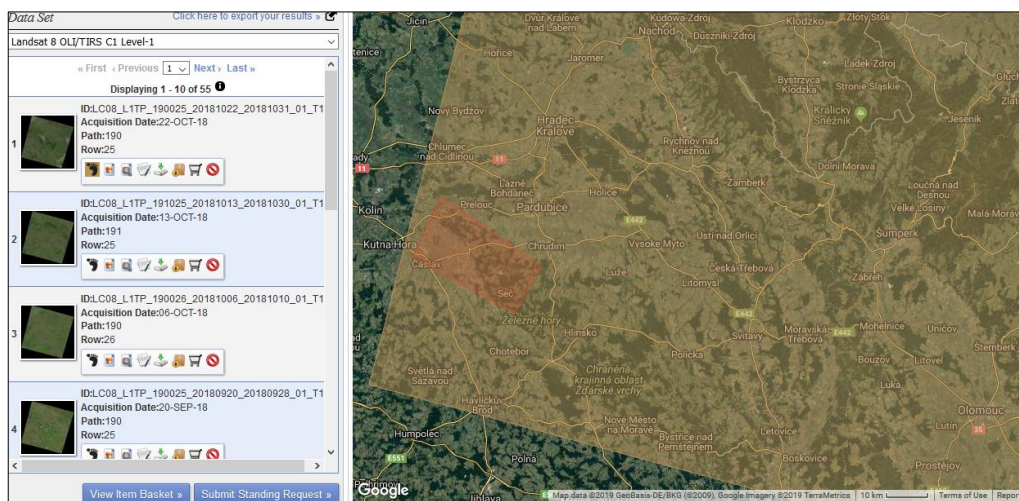 Data Set
Click here to export your results »
Landsat 8 OLI/TIRS C1 Level-1
« First ‹ Previous 1 Next › Last »
Displaying 1 - 10 of 55
1
ID:LC08_L1TP_190025_20181022_20181031_01_T1
Acquisition Date:22-OCT-18
Path:190
Row:25
2
ID:LC08_L1TP_191025_20181013_20181030_01_T1
Acquisition Date:13-OCT-18
Path:191
Row:25
3
ID:LC08_L1TP_190026_20181006_20181010_01_T1
Acquisition Date:06-OCT-18
Path:190
Row:26
4
ID:LC08_L1TP_190025_20180920_20180928_01_T1
Acquisition Date:20-SEP-18
Path:190
Row:25
View Item Basket »
Submit Standing Request »
Jičín
Dvůr Králové
nad Labem
Kudowa-Zdrój
Kłodzko
Złoty Stok
Náchod
Duszniki Zdrój
Hořice
Jaroměř
Lądek Zdrój
Bystrzyca
Kłodzka
Stronie Śląskie
Nový Bydžov
Hradec
Králové
Králický
Sněžník
Jeseník
Chlumec
nad Cidlinou
11
Rychnov nad
Kněžnou
Dolní Morava
11
Lázně
Bohdaneč
Holice
Žamberk
Loučná nad
Desnou
Kolín
Přelouč
Pardubice
E442
Velké Losiny
Malá Morá
Kutná Hora
Chrudim
Vysoké Mýto
Ústí nad Orlicí
Šumperk
Čáslav
Luže
Česká Třebová
Zábřeh
Seč
Litomyšl
Železné hory
E442
Mohelnice
Uničov
Hlinsko
Svitavy
Moravská
Třebová
E442
Šternberk
Chotěboř
Polička
Bouzov
Litovel
Světlá nad
Sázavou
Chráněná
krajinná oblast
Žďárské vrchy
Luká
Havlíčkův
Brod
Olomouc
Nové Město
na Moravě
Lutín
35
Humpolec
Bystřice nad
Pernštejnem
Letovice
E551
Polná
Boskovice
Prostějov
Pelhřimov
Jihlava
Google
Map data ©2019 GeoBasis-DE/BKG (©2009), Google Imagery ©2019 TerraMetrics
10 km
Terms of Use
Report